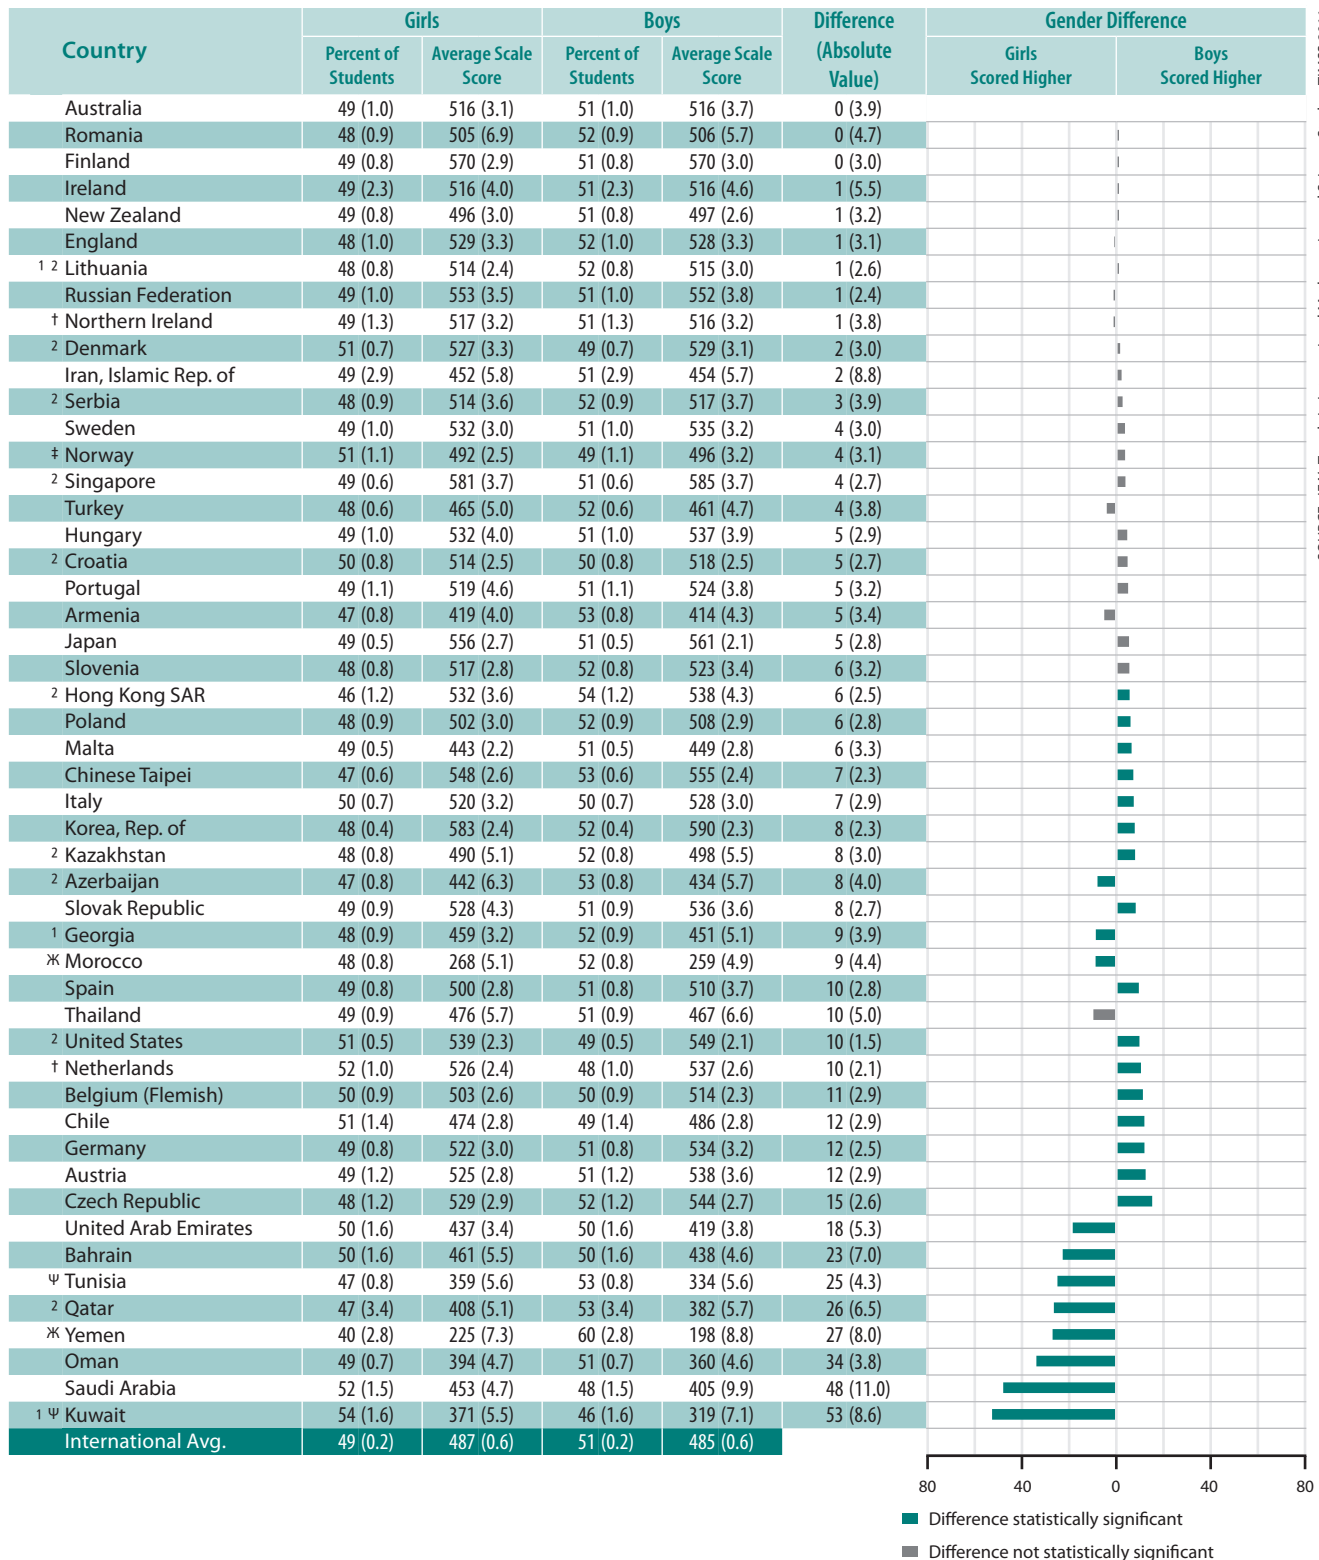 Country Girls Boys Difference (Absolute Value) Gender Difference
Percent of Students Average Scale Score Percent of Students Average Scale Score Girls Scored Higher Boys Scored Higher
Australia 49 (1.0) 516 (3.1) 51 (1.0) 516 (3.7) 0 (3.9)
Romania 48 (0.9) 505 (6.9) 52 (0.9) 506 (5.7) 0 (4.7)
Finland 49 (0.8) 570 (2.9) 51 (0.8) 570 (3.0) 0 (3.0)
Ireland 49 (2.3) 516 (4.0) 51 (2.3) 516 (4.6) 1 (5.5)
New Zealand 49 (0.8) 496 (3.0) 51 (0.8) 497 (2.6) 1 (3.2)
England 48 (1.0) 529 (3.3) 52 (1.0) 528 (3.3) 1 (3.1)
1 2 Lithuania 48 (0.8) 514 (2.4) 52 (0.8) 515 (3.0) 1 (2.6)
Russian Federation 49 (1.0) 553 (3.5) 51 (1.0) 552 (3.8) 1 (2.4)
† Northern Ireland 49 (1.3) 517 (3.2) 51 (1.3) 516 (3.2) 1 (3.8)
2 Denmark 51 (0.7) 527 (3.3) 49 (0.7) 529 (3.1) 2 (3.0)
Iran, Islamic Rep. of 49 (2.9) 452 (5.8) 51 (2.9) 454 (5.7) 2 (8.8)
2 Serbia 48 (0.9) 514 (3.6) 52 (0.9) 517 (3.7) 3 (3.9)
Sweden 49 (1.0) 532 (3.0) 51 (1.0) 535 (3.2) 4 (3.0)
‡ Norway 51 (1.1) 492 (2.5) 49 (1.1) 496 (3.2) 4 (3.1)
2 Singapore 49 (0.6) 581 (3.7) 51 (0.6) 585 (3.7) 4 (2.7)
Turkey 48 (0.6) 465 (5.0) 52 (0.6) 461 (4.7) 4 (3.8)
Hungary 49 (1.0) 532 (4.0) 51 (1.0) 537 (3.9) 5 (2.9)
2 Croatia 50 (0.8) 514 (2.5) 50 (0.8) 518 (2.5) 5 (2.7)
Portugal 49 (1.1) 519 (4.6) 51 (1.1) 524 (3.8) 5 (3.2)
Armenia 47 (0.8) 419 (4.0) 53 (0.8) 414 (4.3) 5 (3.4)
Japan 49 (0.5) 556 (2.7) 51 (0.5) 561 (2.1) 5 (2.8)
Slovenia 48 (0.8) 517 (2.8) 52 (0.8) 523 (3.4) 6 (3.2)
2 Hong Kong SAR 46 (1.2) 532 (3.6) 54 (1.2) 538 (4.3) 6 (2.5)
Poland 48 (0.9) 502 (3.0) 52 (0.9) 508 (2.9) 6 (2.8)
Malta 49 (0.5) 443 (2.2) 51 (0.5) 449 (2.8) 6 (3.3)
Chinese Taipei 47 (0.6) 548 (2.6) 53 (0.6) 555 (2.4) 7 (2.3)
Italy 50 (0.7) 520 (3.2) 50 (0.7) 528 (3.0) 7 (2.9)
Korea, Rep. of 48 (0.4) 583 (2.4) 52 (0.4) 590 (2.3) 8 (2.3)
2 Kazakhstan 48 (0.8) 490 (5.1) 52 (0.8) 498 (5.5) 8 (3.0)
2 Azerbaijan 47 (0.8) 442 (6.3) 53 (0.8) 434 (5.7) 8 (4.0)
Slovak Republic 49 (0.9) 528 (4.3) 51 (0.9) 536 (3.6) 8 (2.7)
1 Georgia 48 (0.9) 459 (3.2) 52 (0.9) 451 (5.1) 9 (3.9)
Ж Morocco 48 (0.8) 268 (5.1) 52 (0.8) 259 (4.9) 9 (4.4)
Spain 49 (0.8) 500 (2.8) 51 (0.8) 510 (3.7) 10 (2.8)
Thailand 49 (0.9) 476 (5.7) 51 (0.9) 467 (6.6) 10 (5.0)
2 United States 51 (0.5) 539 (2.3) 49 (0.5) 549 (2.1) 10 (1.5)
† Netherlands 52 (1.0) 526 (2.4) 48 (1.0) 537 (2.6) 10 (2.1)
Belgium (Flemish) 50 (0.9) 503 (2.6) 50 (0.9) 514 (2.3) 11 (2.9)
Chile 51 (1.4) 474 (2.8) 49 (1.4) 486 (2.8) 12 (2.9)
Germany 49 (0.8) 522 (3.0) 51 (0.8) 534 (3.2) 12 (2.5)
Austria 49 (1.2) 525 (2.8) 51 (1.2) 538 (3.6) 12 (2.9)
Czech Republic 48 (1.2) 529 (2.9) 52 (1.2) 544 (2.7) 15 (2.6)
United Arab Emirates 50 (1.6) 437 (3.4) 50 (1.6) 419 (3.8) 18 (5.3)
Bahrain 50 (1.6) 461 (5.5) 50 (1.6) 438 (4.6) 23 (7.0)
Ψ Tunisia 47 (0.8) 359 (5.6) 53 (0.8) 334 (5.6) 25 (4.3)
2 Qatar 47 (3.4) 408 (5.1) 53 (3.4) 382 (5.7) 26 (6.5)
Ж Yemen 40 (2.8) 225 (7.3) 60 (2.8) 198 (8.8) 27 (8.0)
Oman 49 (0.7) 394 (4.7) 51 (0.7) 360 (4.6) 34 (3.8)
Saudi Arabia 52 (1.5) 453 (4.7) 48 (1.5) 405 (9.9) 48 (11.0)
1 Ψ Kuwait 54 (1.6) 371 (5.5) 46 (1.6) 319 (7.1) 53 (8.6)
International Avg. 49 (0.2) 487 (0.6) 51 (0.2) 485 (0.6)
80 40 0 40 80
Difference statistically significant
Difference not statistically significant